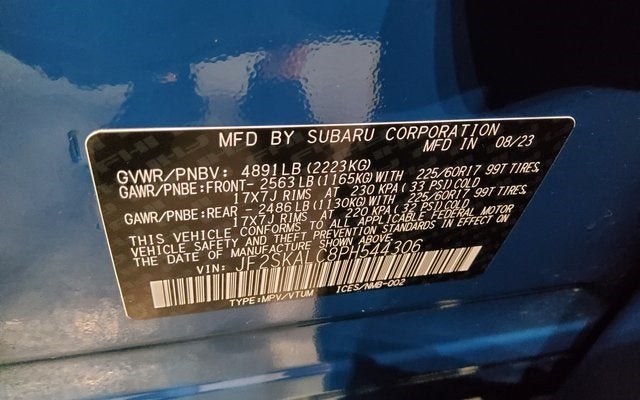 MFD BY SUBARU CORPORATION
MFD IN 08/23
GVWR/PNBV: 4891LB(2223KG)
GAWR/PNBE:FRONT- 2563LB(1165KG)WITH 225/60R17 99T TIRES,
17X7J RIMS AT 230 KPA( 33 PSI)COLD
GAWR/PNBE:REAR - 2486LB(1130KG)WITH 225/60R17 99T TIRES,
17X7J RIMS AT 220 KPA( 33 PSI)COLD
THIS VEHICLE CONFORMS TO ALL APPLICABLE FEDERAL MOTOR
VEHICLE SAFETY AND THEFT PREVENTION STANDARDS IN EFFECT ON
THE DATE OF MANUFACTURE SHOWN ABOVE.
VIN: JF2SKALC8PH544306
TYPE:MPV/VTUM ICES/NMB-002